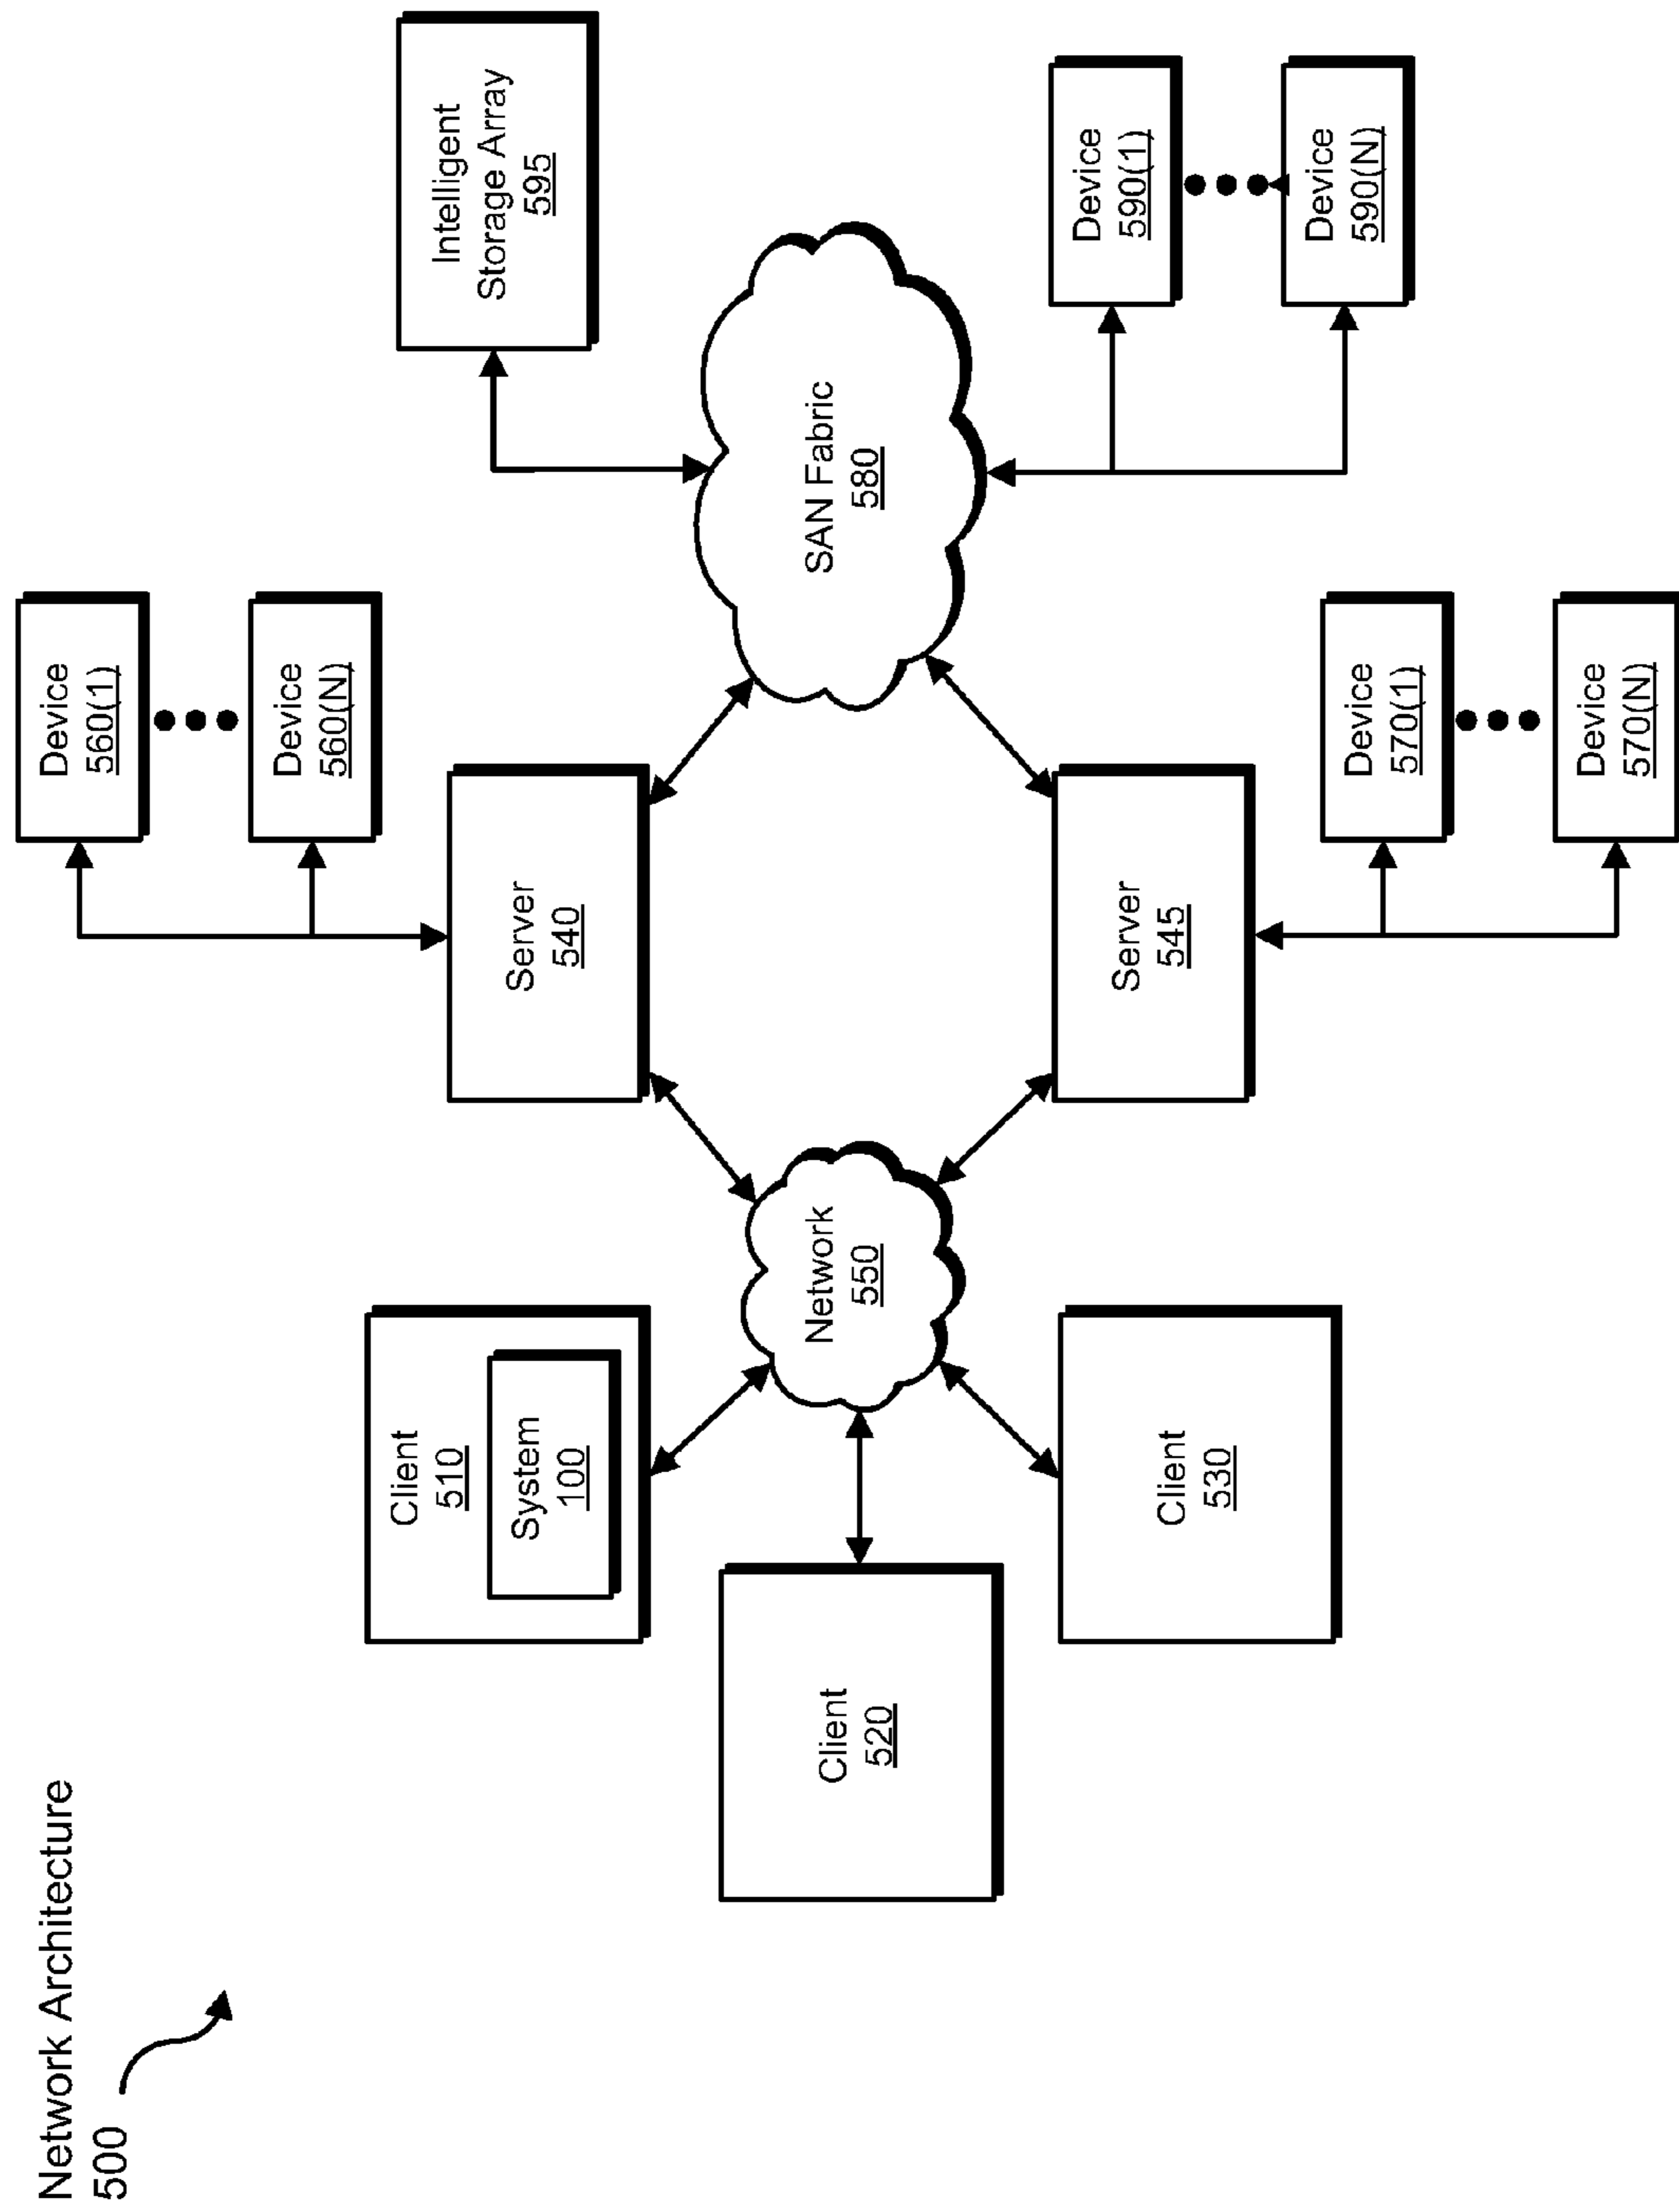 Network Architecture
500
Client
510
System
100
Client
520
Client
530
Network
550
Server
540
Server
545
Device
560(1)
Device
560(N)
Device
570(1)
Device
570(N)
SAN Fabric
580
Intelligent
Storage Array
595
Device
590(1)
Device
590(N)